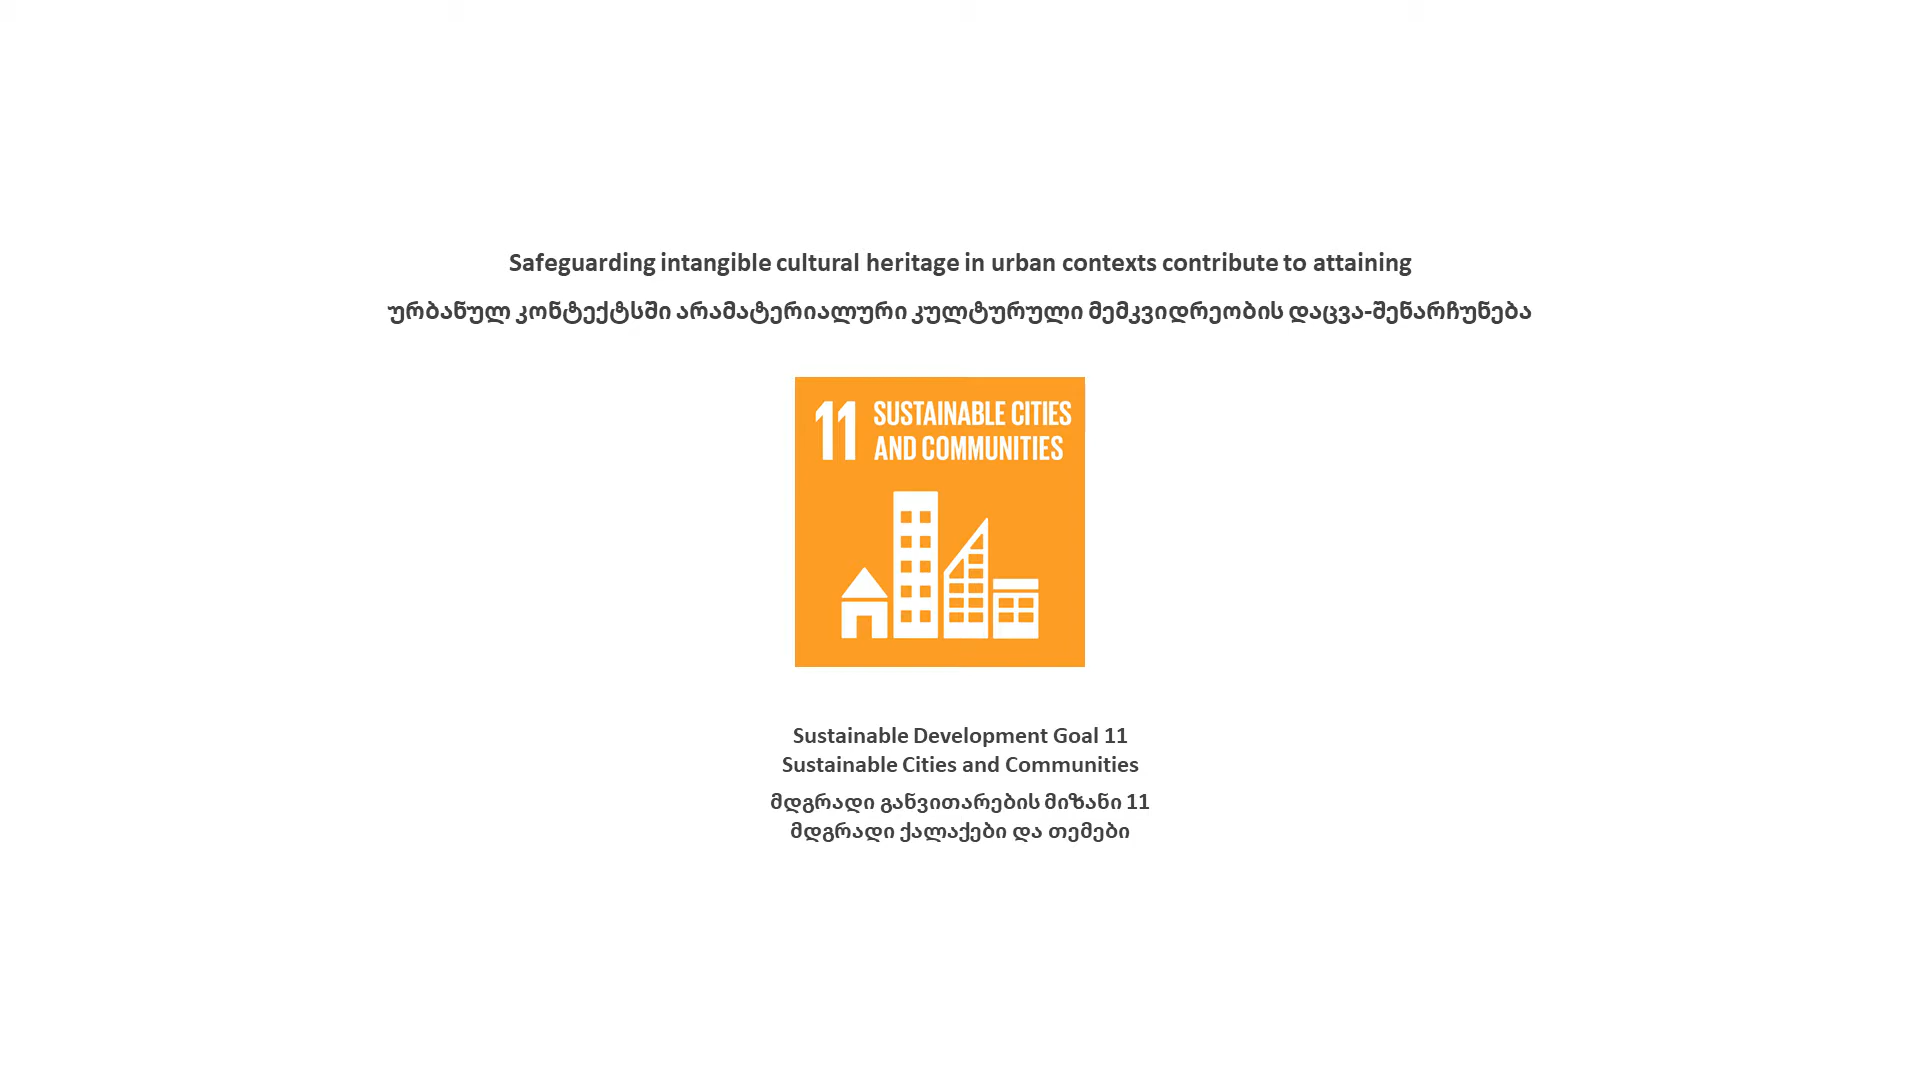 Safeguarding intangible cultural heritage in urban contexts contribute to attaining
ურბანულ კონტექტსში არამატერიალური კულტურული მემკვიდრეობის დაცვა-შენარჩუნება
11 SUSTAINABLE CITIES
AND COMMUNITIES
Sustainable Development Goal 11
Sustainable Cities and Communities
მდგრადი განვითარების მიზანი 11
მდგრადი ქალაქები და თემები